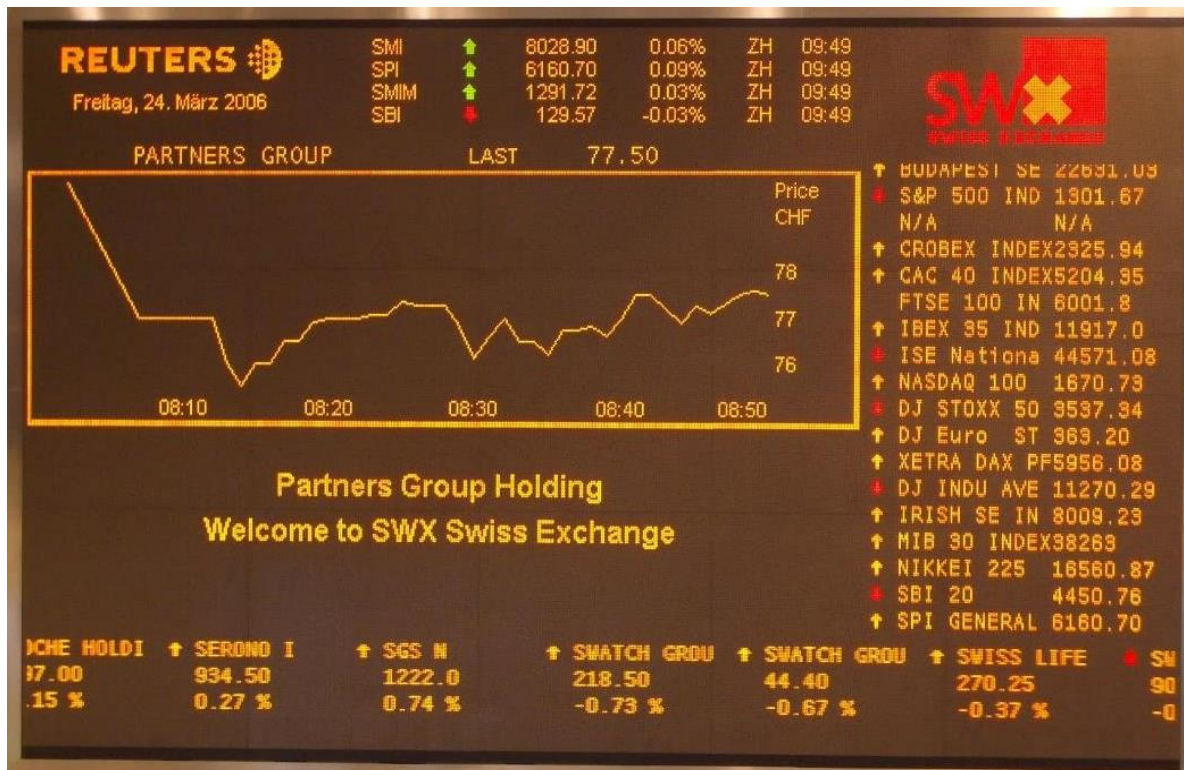 REUTERS
Freitag, 24. März 2006
SMI 8028.90 0.06% ZH 09:49
SPI 6160.70 0.09% ZH 09:49
SMIM 1291.72 0.03% ZH 09:49
SBI 129.57 -0.03% ZH 09:49
SWX
SWISS EXCHANGE
PARTNERS GROUP LAST 77.50
Price
CHF
78
77
76
08:10 08:20 08:30 08:40 08:50
Partners Group Holding
Welcome to SWX Swiss Exchange
BUDAPEST SE 22691.03
S&P 500 IND 1301.67
N/A N/A
CROBEX INDEX2325.94
CAC 40 INDEX5204.35
FTSE 100 IN 6001.8
IBEX 35 IND 11917.0
ISE Nationa 44571.08
NASDAQ 100 1670.73
DJ STOXX 50 3537.34
DJ Euro ST 363.20
XETRA DAX PF5956.08
DJ INDU AVE 11270.29
IRISH SE IN 8009.23
MIB 30 INDEX38263
NIKKEI 225 16560.87
SBI 20 4450.76
SPI GENERAL 6160.70
OCHE HOLDI SERONO I SGS N SWATCH GROU SWATCH GROU SWISS LIFE SW
97.00 934.50 1222.0 218.50 44.40 270.25 90
.15 % 0.27 % 0.74 % -0.73 % -0.67 % -0.37 % -0